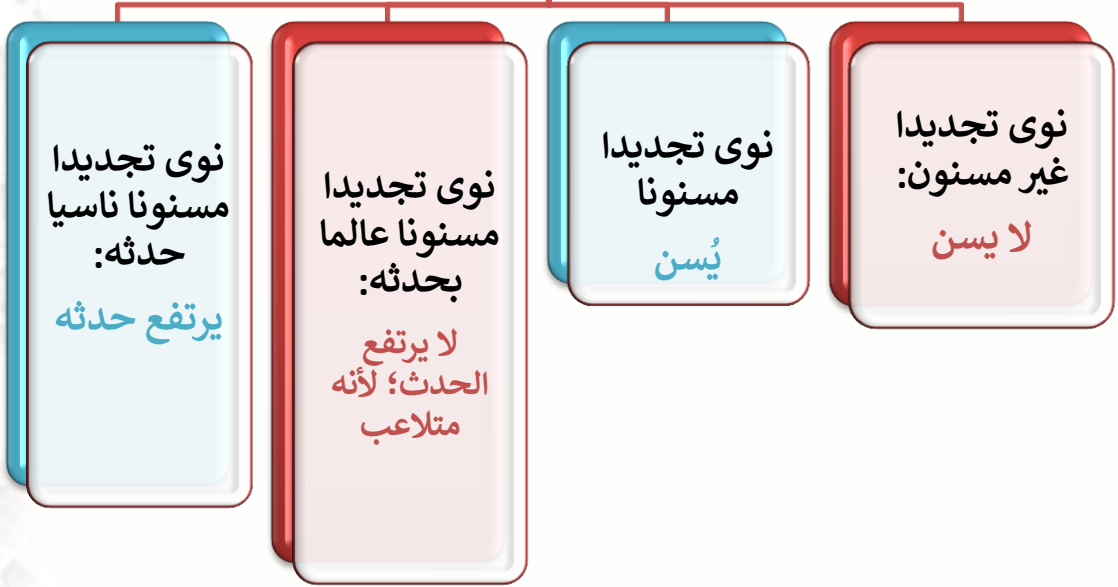 نوى تجديدا
غير مسنون:
لا يسن
نوى تجديدا
مسنونا
يُسن
نوى تجديدا
مسنونا عالما
بحدثه:
لا يرتفع
الحدث؛ لأنه
متلاعب
نوى تجديدا
مسنونا ناسيا
حدثه:
يرتفع حدثه